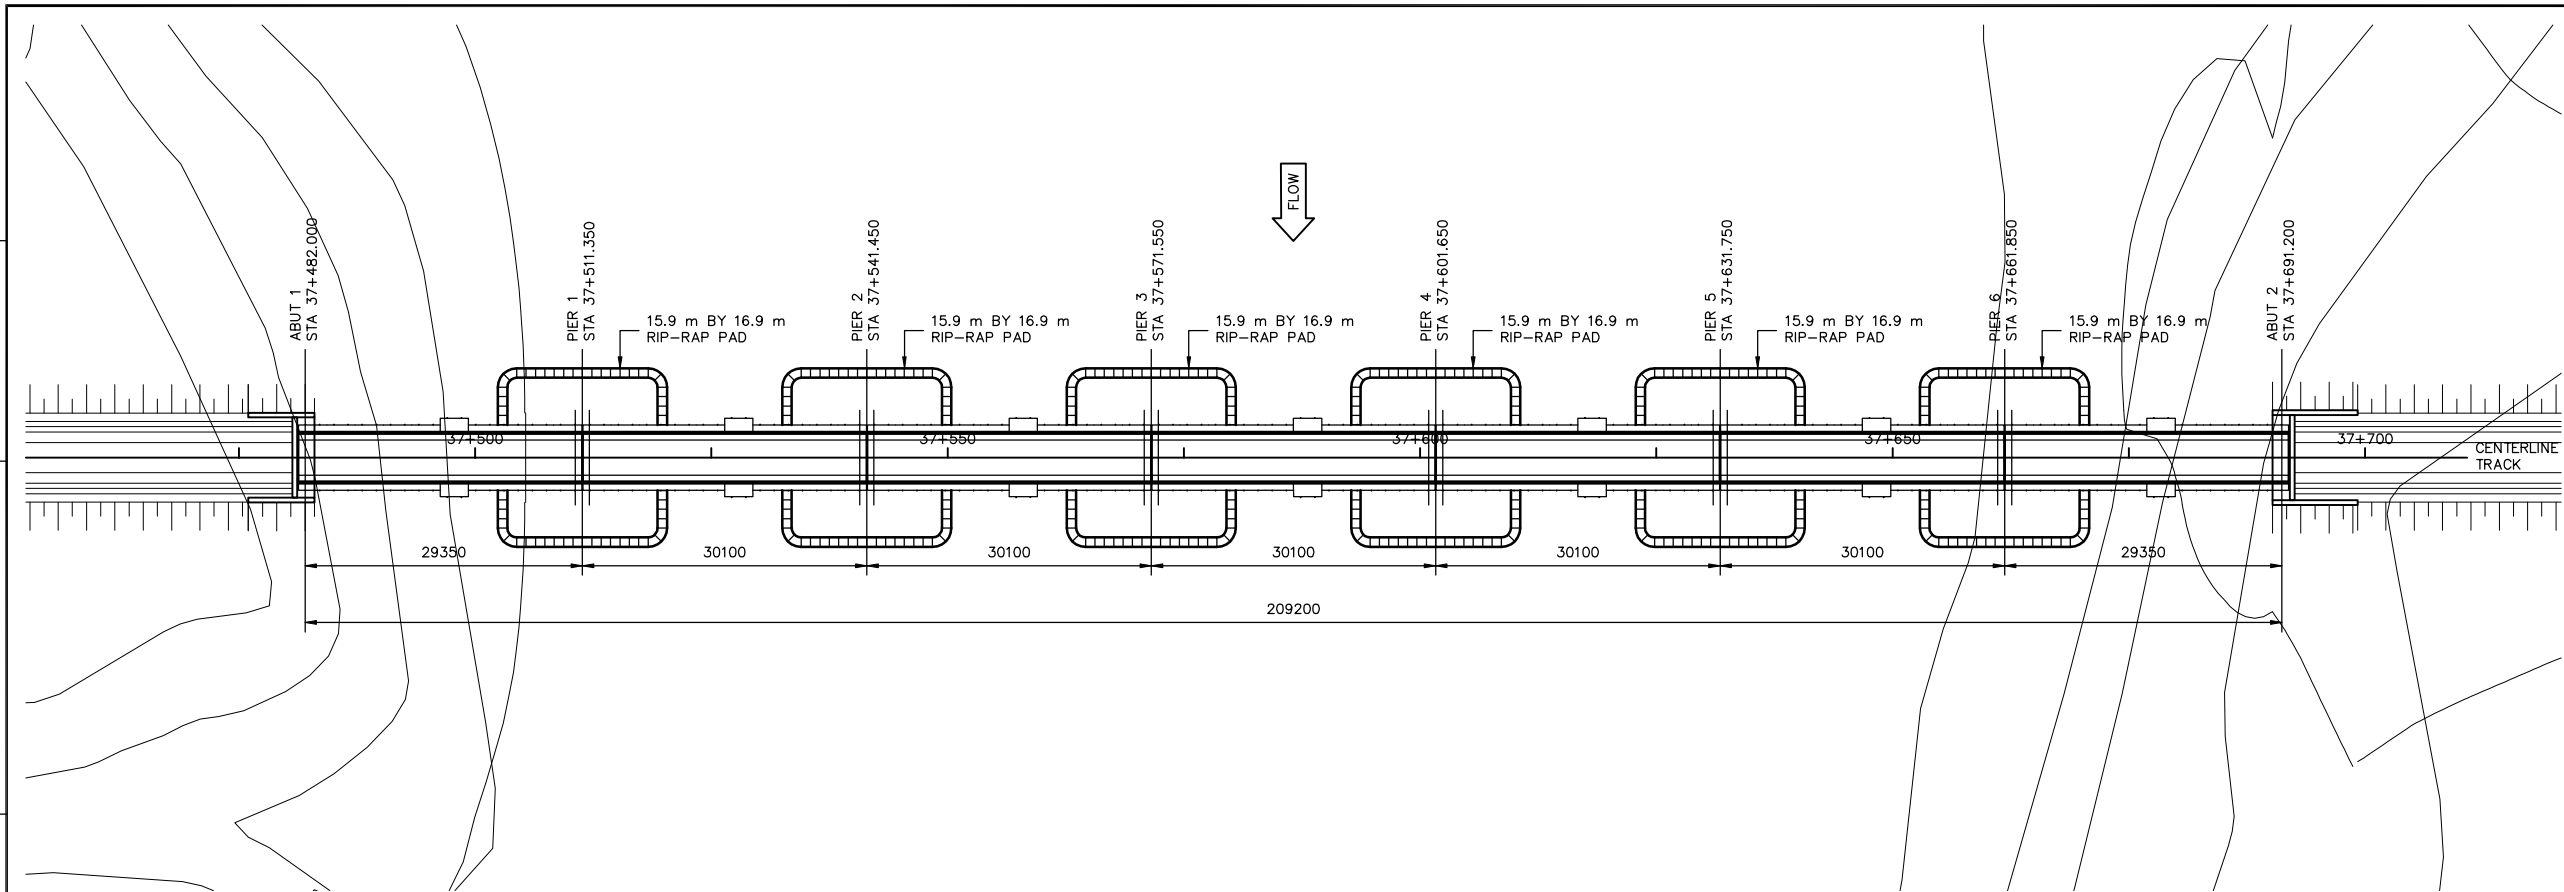 FLOW
ABUT 1
STA 37+482.000
PIER 1
STA 37+511.350
PIER 2
STA 37+541.450
PIER 3
STA 37+571.550
PIER 4
STA 37+601.650
PIER 5
STA 37+631.750
PIER 6
STA 37+661.850
ABUT 2
STA 37+691.200
15.9 m BY 16.9 m
RIP-RAP PAD
15.9 m BY 16.9 m
RIP-RAP PAD
15.9 m BY 16.9 m
RIP-RAP PAD
15.9 m BY 16.9 m
RIP-RAP PAD
15.9 m BY 16.9 m
RIP-RAP PAD
15.9 m BY 16.9 m
RIP-RAP PAD
37+500
37+550
37+600
37+650
37+700
CENTERLINE
TRACK
29350
30100
30100
30100
30100
30100
29350
209200